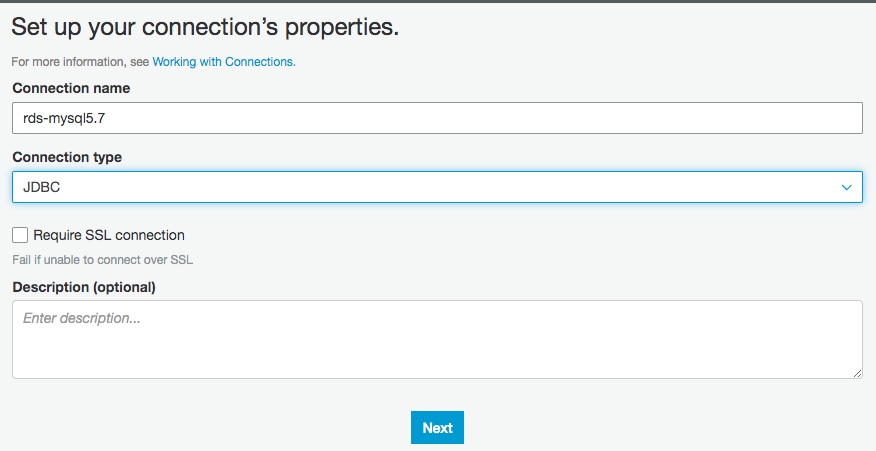 Set up your connection’s properties.
For more information, see Working with Connections.
Connection name
rds-mysql5.7
Connection type
JDBC
Require SSL connection
Fail if unable to connect over SSL
Description (optional)
Enter description...
Next